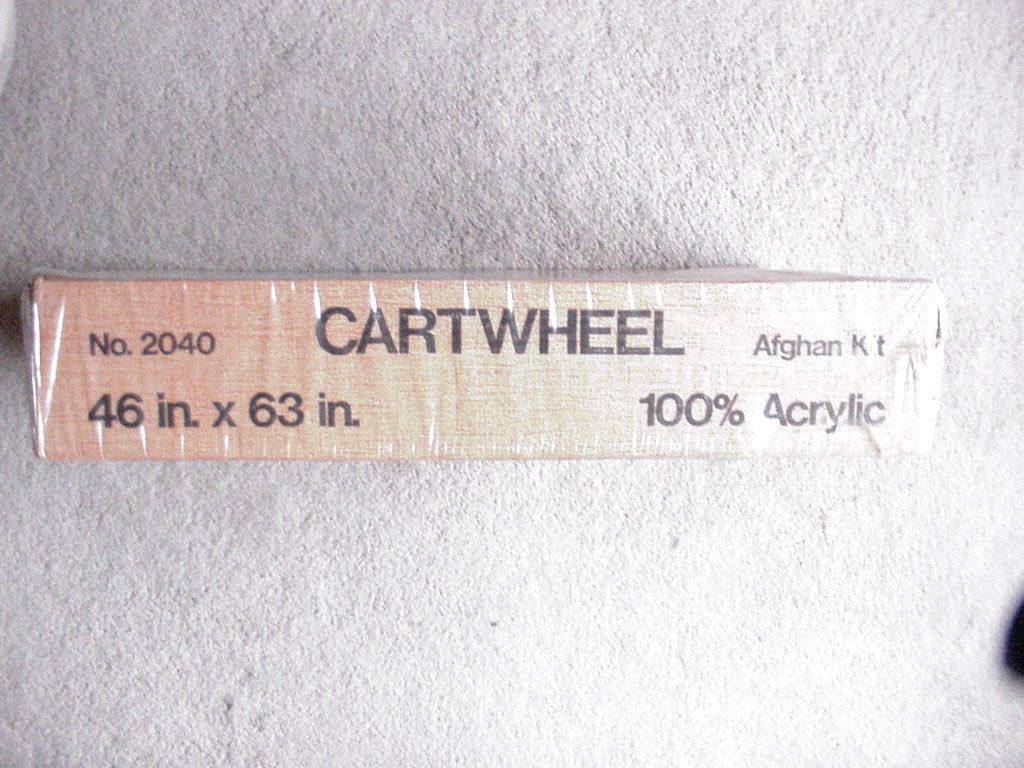 No. 2040 CARTWHEEL Afghan Kit
46 in. x 63 in. 100% Acrylic